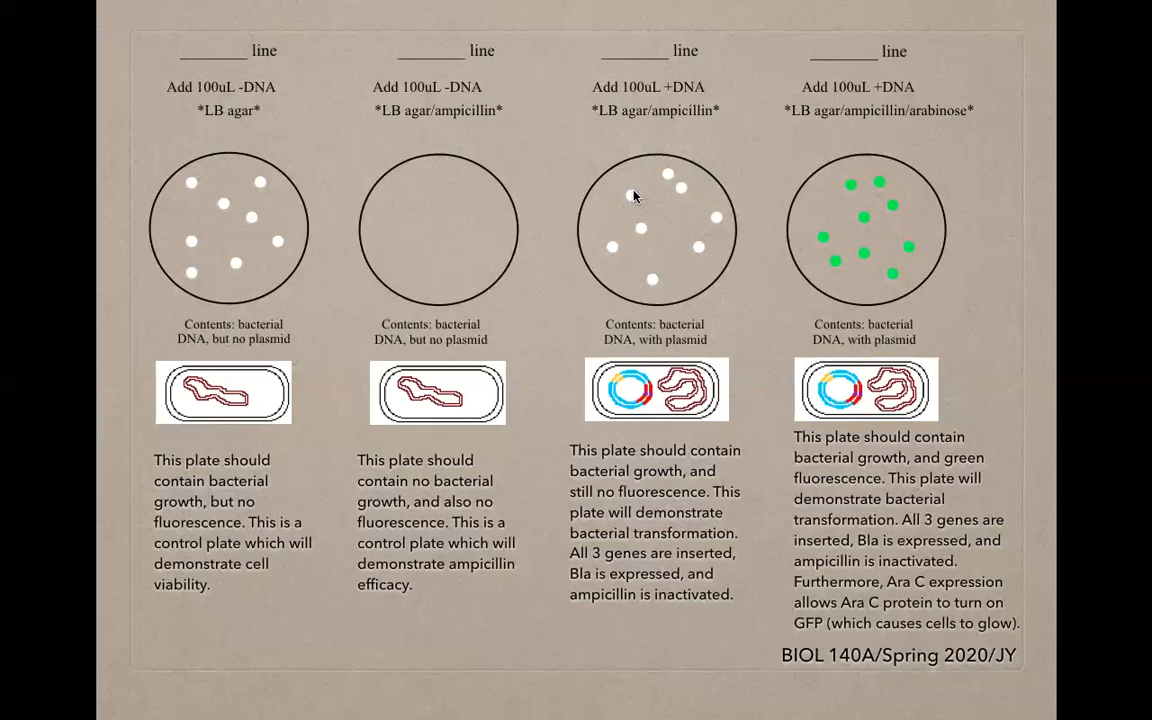 ________ line
Add 100uL -DNA
*LB agar*
Contents: bacterial
DNA, but no plasmid
This plate should
contain bacterial
growth, but no
fluorescence. This is a
control plate which will
demonstrate cell
viability.
________ line
Add 100uL -DNA
*LB agar/ampicillin*
Contents: bacterial
DNA, but no plasmid
This plate should
contain no bacterial
growth, and also no
fluorescence. This is a
control plate which will
demonstrate ampicillin
efficacy.
________ line
Add 100uL +DNA
*LB agar/ampicillin*
Contents: bacterial
DNA, with plasmid
This plate should contain
bacterial growth, and
still no fluorescence. This
plate will demonstrate
bacterial transformation.
All 3 genes are inserted,
Bla is expressed, and
ampicillin is inactivated.
________ line
Add 100uL +DNA
*LB agar/ampicillin/arabinose*
Contents: bacterial
DNA, with plasmid
This plate should contain
bacterial growth, and green
fluorescence. This plate will
demonstrate bacterial
transformation. All 3 genes are
inserted, Bla is expressed, and
ampicillin is inactivated.
Furthermore, Ara C expression
allows Ara C protein to turn on
GFP (which causes cells to glow).
BIOL 140A/Spring 2020/JY